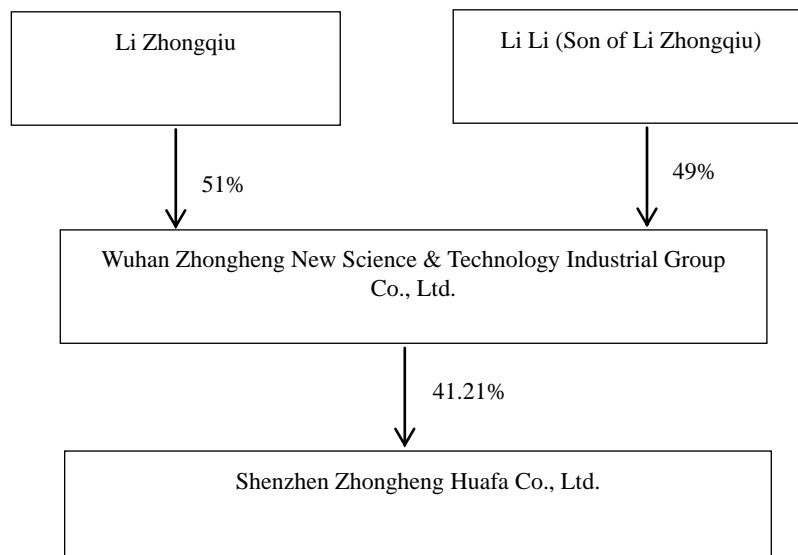 Li Zhongqiu
Li Li (Son of Li Zhongqiu)
51%
49%
Wuhan Zhongheng New Science & Technology Industrial Group
Co., Ltd.
41.21%
Shenzhen Zhongheng Huafa Co., Ltd.